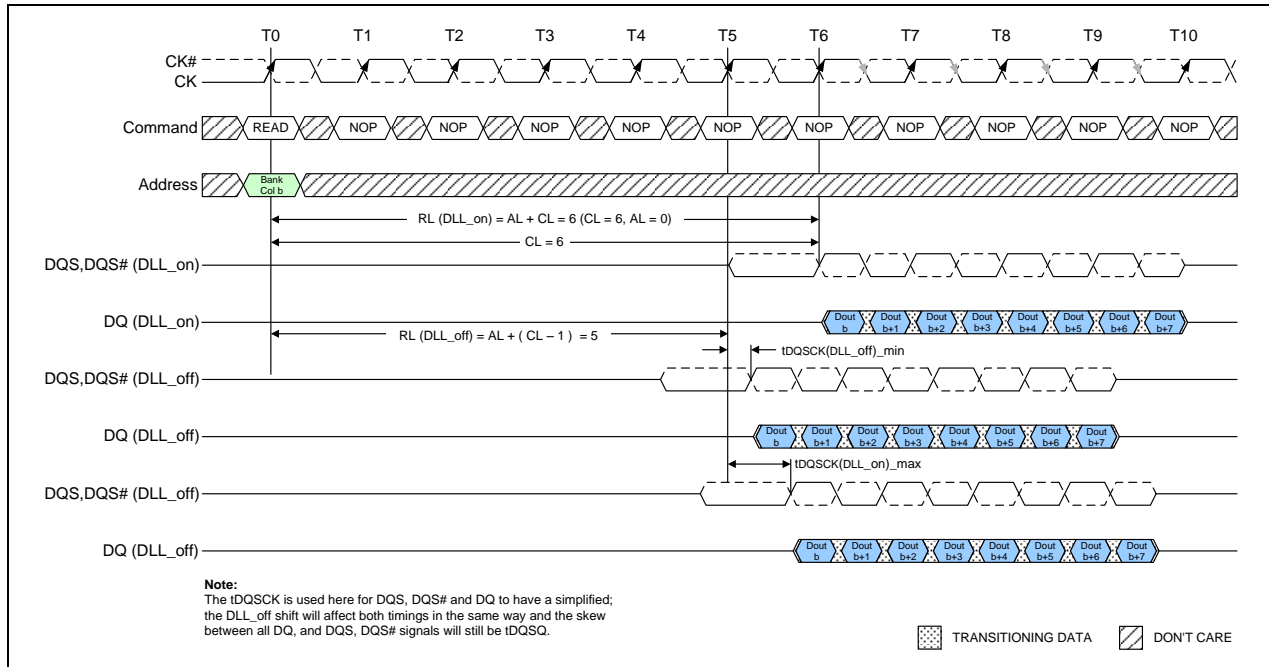 T0 T1 T2 T3 T4 T5 T6 T7 T8 T9 T10
CK#
CK
Command READ NOP NOP NOP NOP NOP NOP NOP NOP NOP NOP
Address Bank
Col b
RL (DLL_on) = AL + CL = 6 (CL = 6, AL = 0)
CL = 6
DQS,DQS# (DLL_on)
DQ (DLL_on) Dout b Dout b+1 Dout b+2 Dout b+3 Dout b+4 Dout b+5 Dout b+6 Dout b+7
RL (DLL_off) = AL + ( CL – 1 ) = 5
tDQSCK(DLL_off)_min
DQS,DQS# (DLL_off)
DQ (DLL_off) Dout b Dout b+1 Dout b+2 Dout b+3 Dout b+4 Dout b+5 Dout b+6 Dout b+7
tDQSCK(DLL_on)_max
DQS,DQS# (DLL_off)
DQ (DLL_off) Dout b Dout b+1 Dout b+2 Dout b+3 Dout b+4 Dout b+5 Dout b+6 Dout b+7
Note:
The tDQSCK is used here for DQS, DQS# and DQ to have a simplified;
the DLL_off shift will affect both timings in the same way and the skew
between all DQ, and DQS, DQS# signals will still be tDQSQ.
TRANSITIONING DATA DON'T CARE